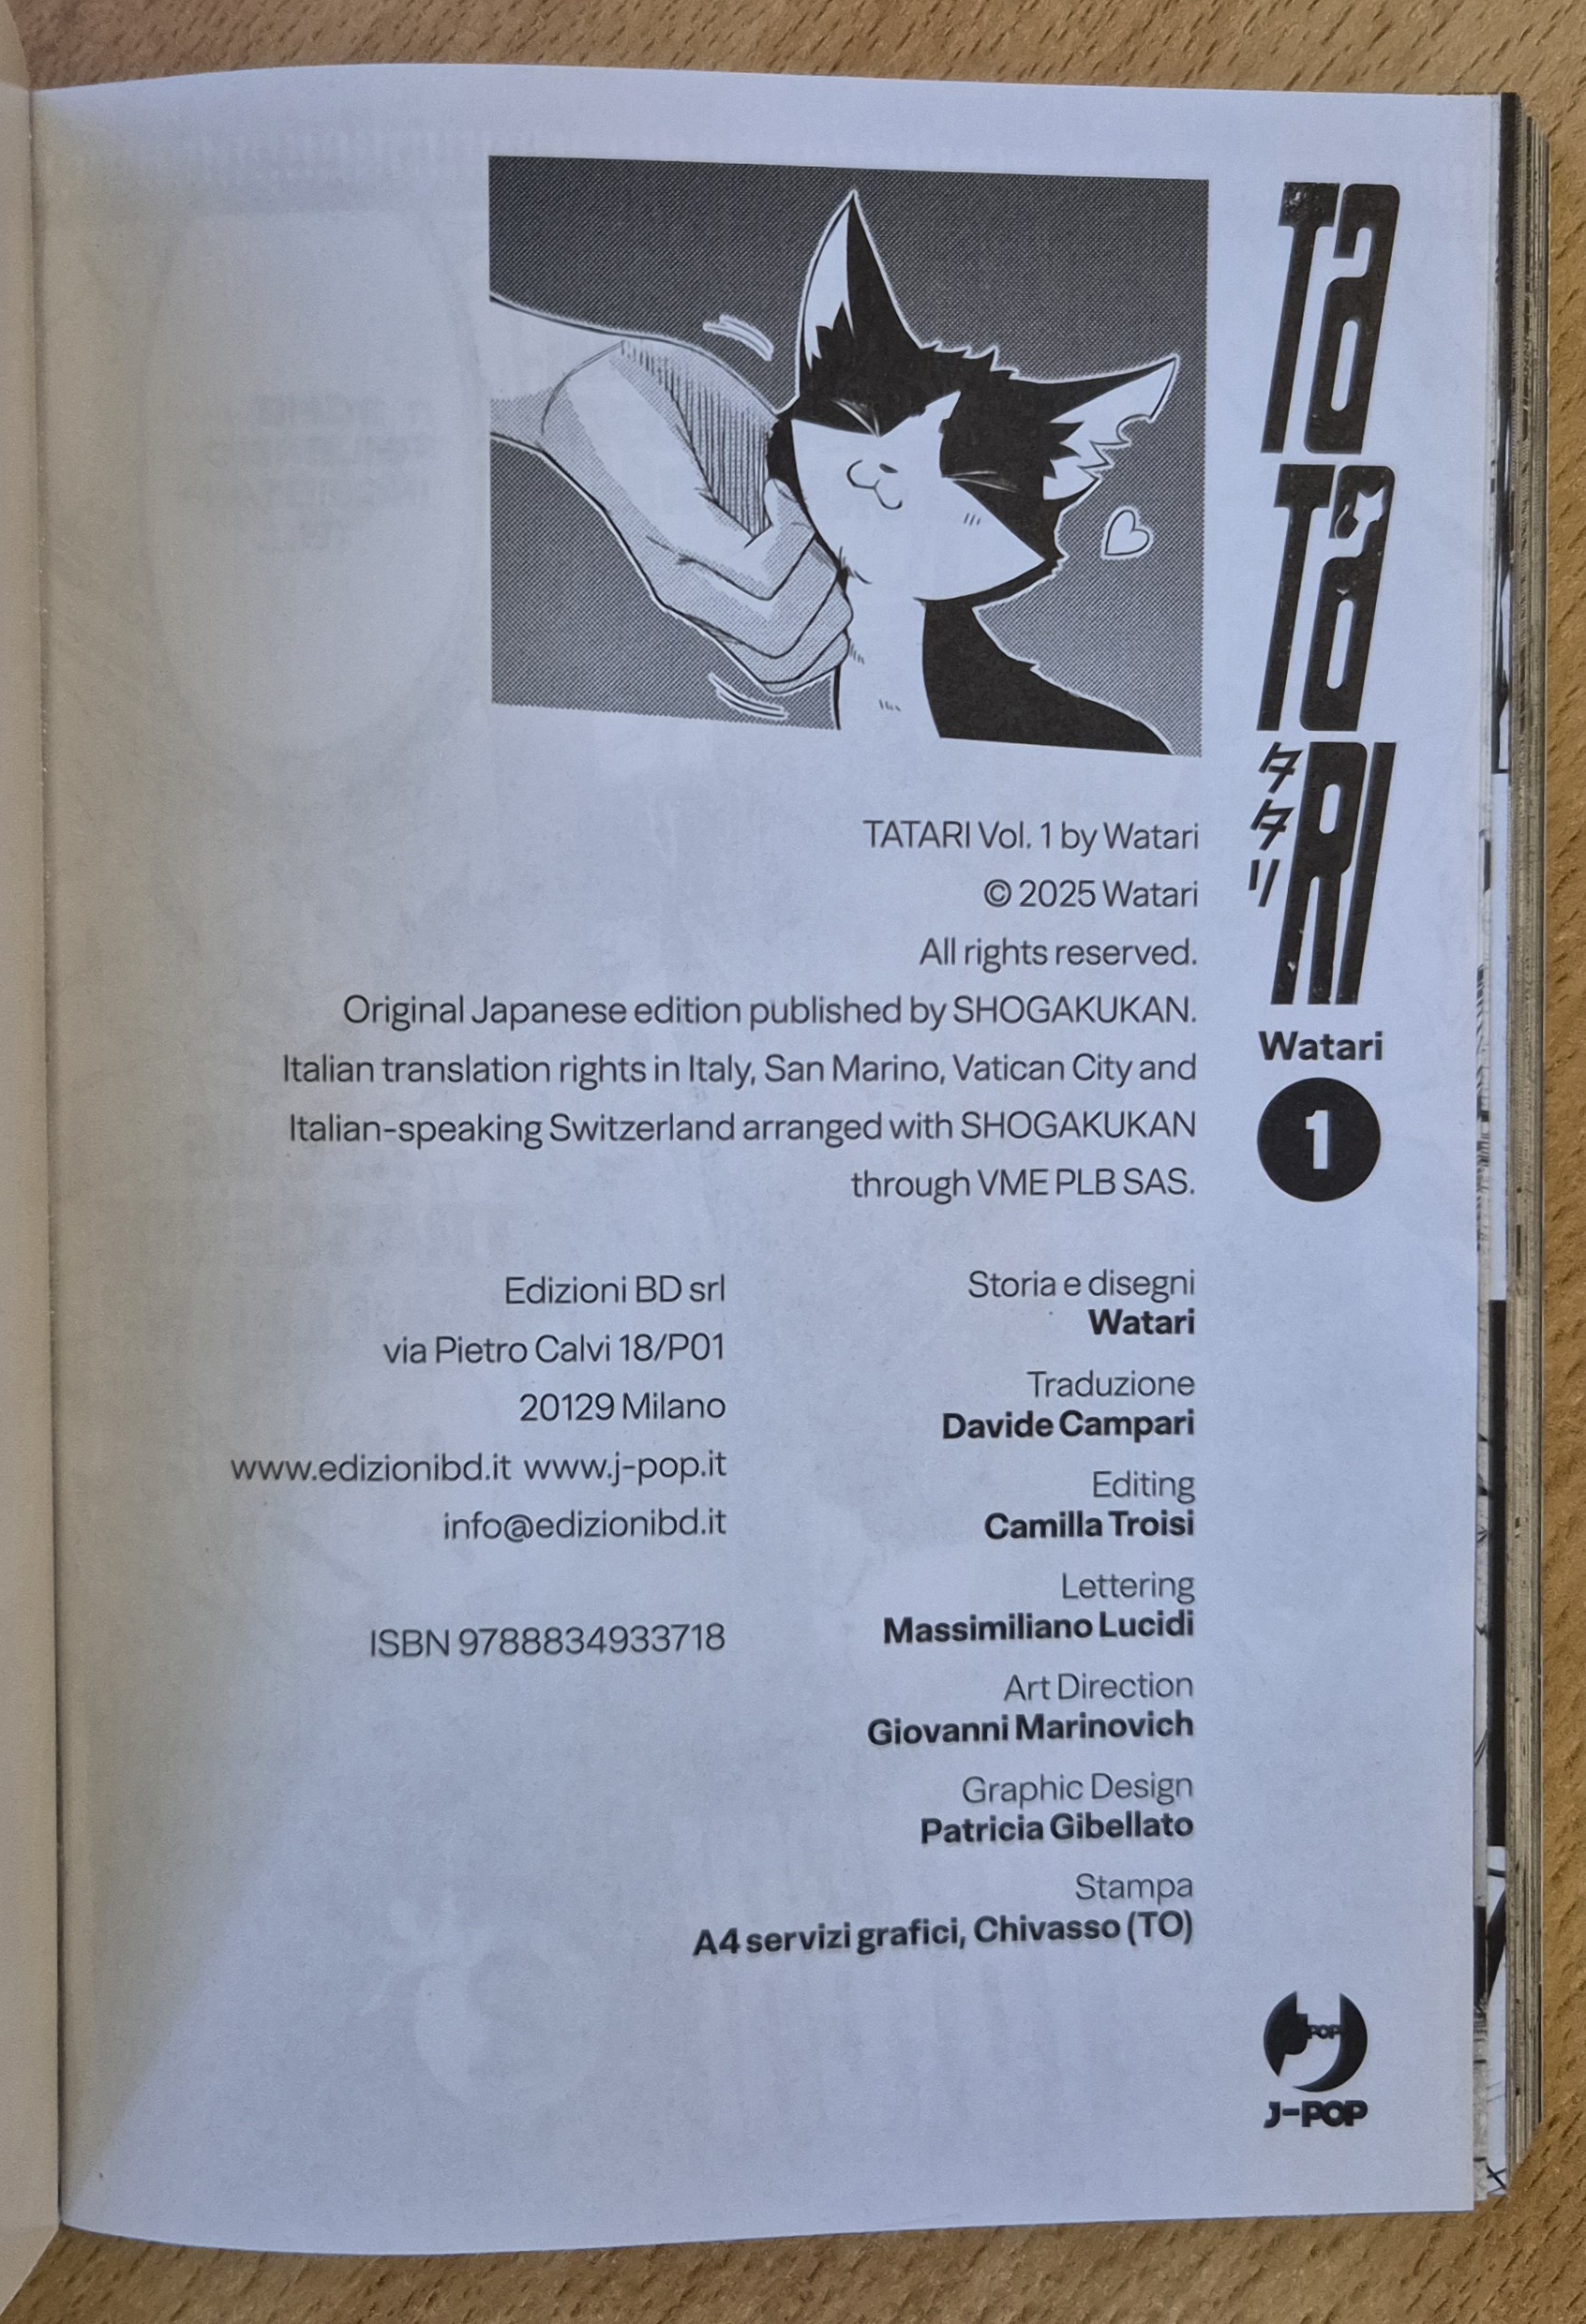 TATARI
タタリ
Watari
1
TATARI Vol. 1 by Watari
© 2025 Watari
All rights reserved.
Original Japanese edition published by SHOGAKUKAN.
Italian translation rights in Italy, San Marino, Vatican City and
Italian-speaking Switzerland arranged with SHOGAKUKAN
through VME PLB SAS.
Edizioni BD srl
via Pietro Calvi 18/P01
20129 Milano
www.edizionibd.it www.j-pop.it
info@edizionibd.it
ISBN 9788834933718
Storia e disegni
Watari
Traduzione
Davide Campari
Editing
Camilla Troisi
Lettering
Massimiliano Lucidi
Art Direction
Giovanni Marinovich
Graphic Design
Patricia Gibellato
Stampa
A4 servizi grafici, Chivasso (TO)
POP
J-POP